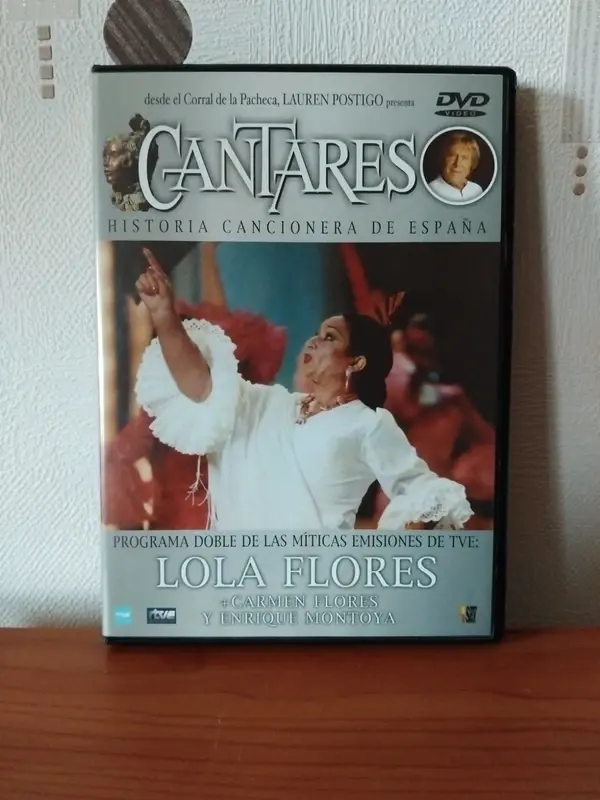 desde el Corral de la Pacheca, LAUREN POSTIGO presenta
DVD
VIDEO
CANTARES
HISTORIA CANCIONERA DE ESPAÑA
PROGRAMA DOBLE DE LAS MÍTICAS EMISIONES DE TVE:
LOLA FLORES
+CARMEN FLORES
Y ENRIQUE MONTOYA
rtve